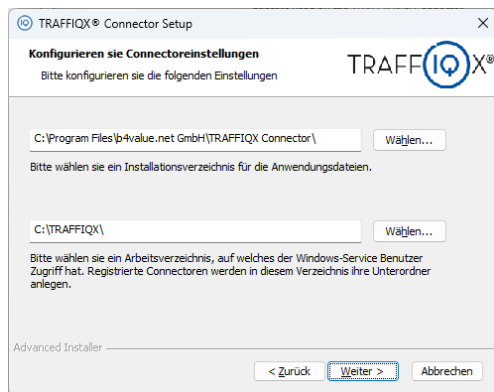 IQ TRAFFIQX® Connector Setup
Konfigurieren sie Connectoreinstellungen
Bitte konfigurieren sie die folgenden Einstellungen
TRAFFIQX®
C:\Program Files\b4value.net GmbH\TRAFFIQX Connector\
Wählen...
Bitte wählen sie ein Installationsverzeichnis für die Anwendungsdateien.
C:\TRAFFIQX\
Wählen...
Bitte wählen sie ein Arbeitsverzeichnis, auf welches der Windows-Service Benutzer
Zugriff hat. Registrierte Connectoren werden in diesem Verzeichnis ihre Unterordner
anlegen.
Advanced Installer
< Zurück
Weiter >
Abbrechen